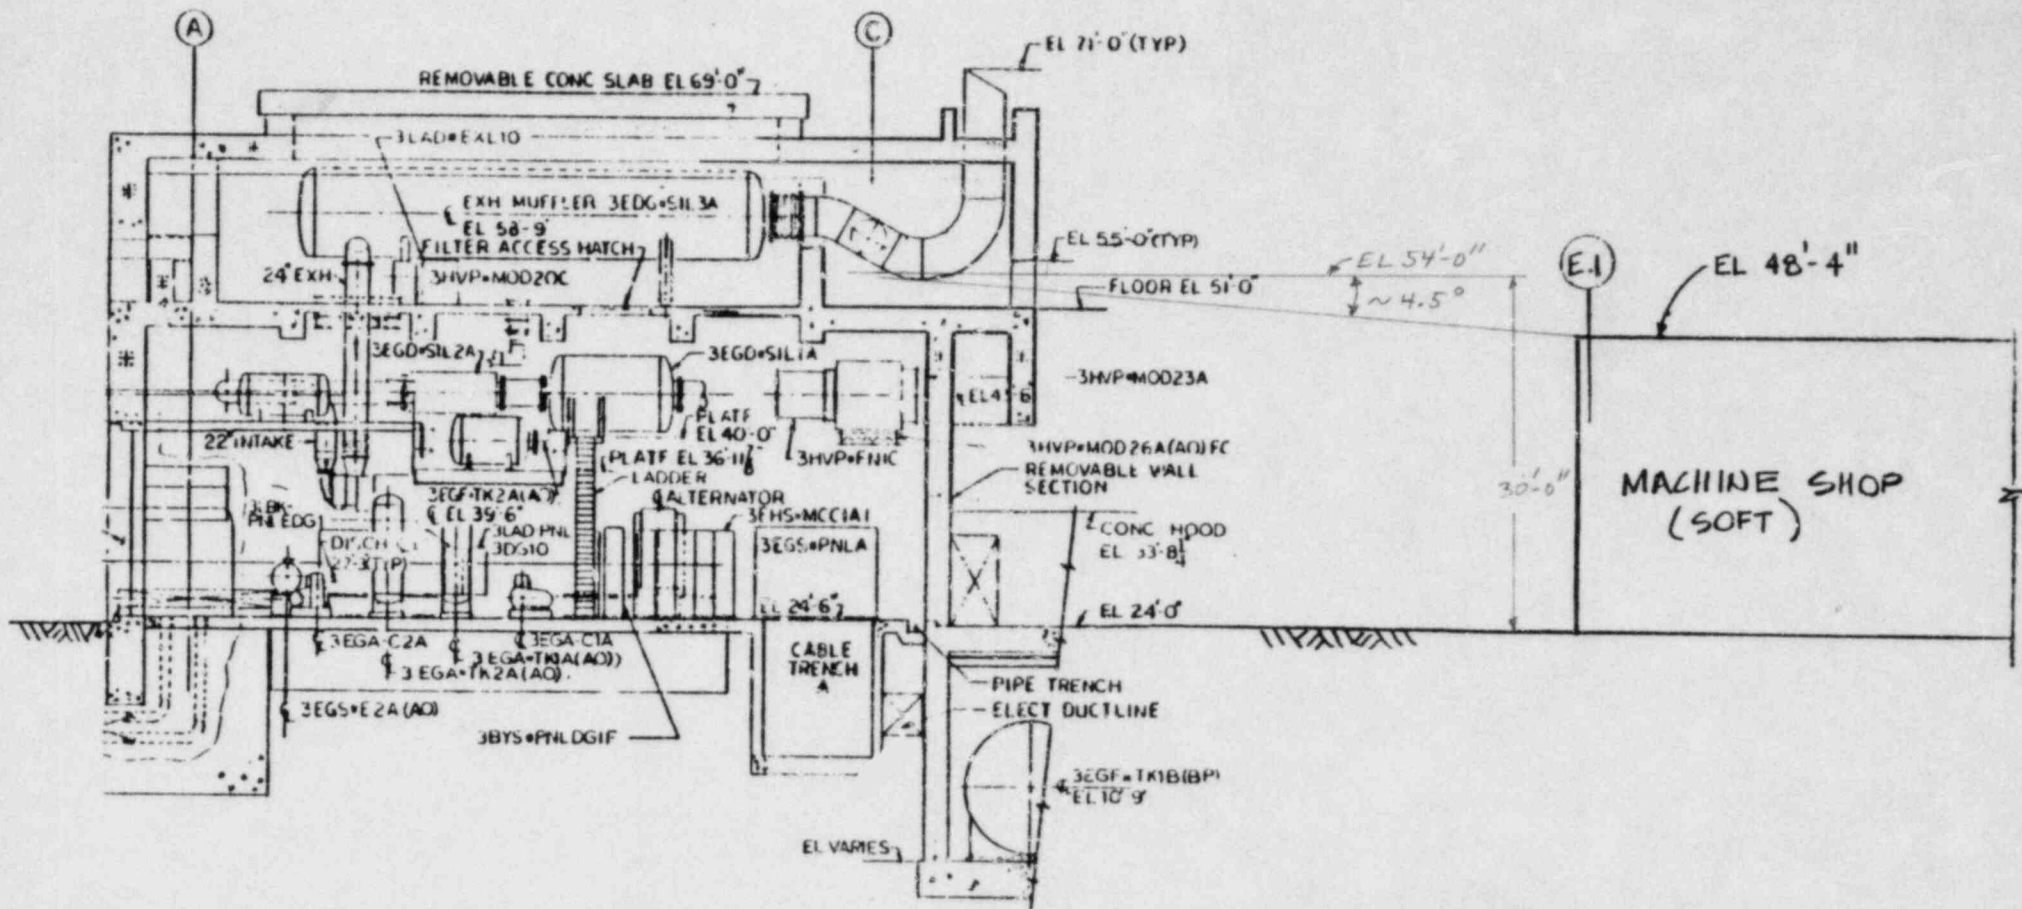 A
C
EL 71'-0" (TYP)
REMOVABLE CONC SLAB EL 69'-0"
3LAD*EXL10
EXH MUFFLER 3EDG*SIL3A
EL 58'-9"
FILTER ACCESS HATCH
24" EXH
3HVP*MOD20C
EL 55'-0" (TYP)
EL 54'-0"
~ 4.5°
FLOOR EL 51'-0"
E.1
EL 48'-4"
3EGD*SIL2A
3EGD*SIL1A
3HVP*MOD23A
PLATF
EL 40'-0"
22" INTAKE
PLATF EL 36'-11
3HVP*FN1C
3HVP*MOD26A(AO)FC
REMOVABLE WALL
SECTION
LADDER
ALTERNATOR
3EGF*TK2A(AO)
EL 39'-6"
PNLEDG1
DISCH
3LAD PNL
3DG10
3EHS*MCC1A1
3EGS*PNLA
CONC HOOD
30'-0"
MACHINE SHOP
(SOFT)
EL 24'-6"
EL 24'-0"
3EGA-C2A
3EGA-C1A
3EGA*TK1A(AO))
3EGA*TK2A(AO)
CABLE
TRENCH
A
PIPE TRENCH
ELECT DUCTLINE
3EGS*E2A(AO)
3BYS*PNLDG1F
3EGF*TK1B(BP)
EL 10'-9"
EL VARIES